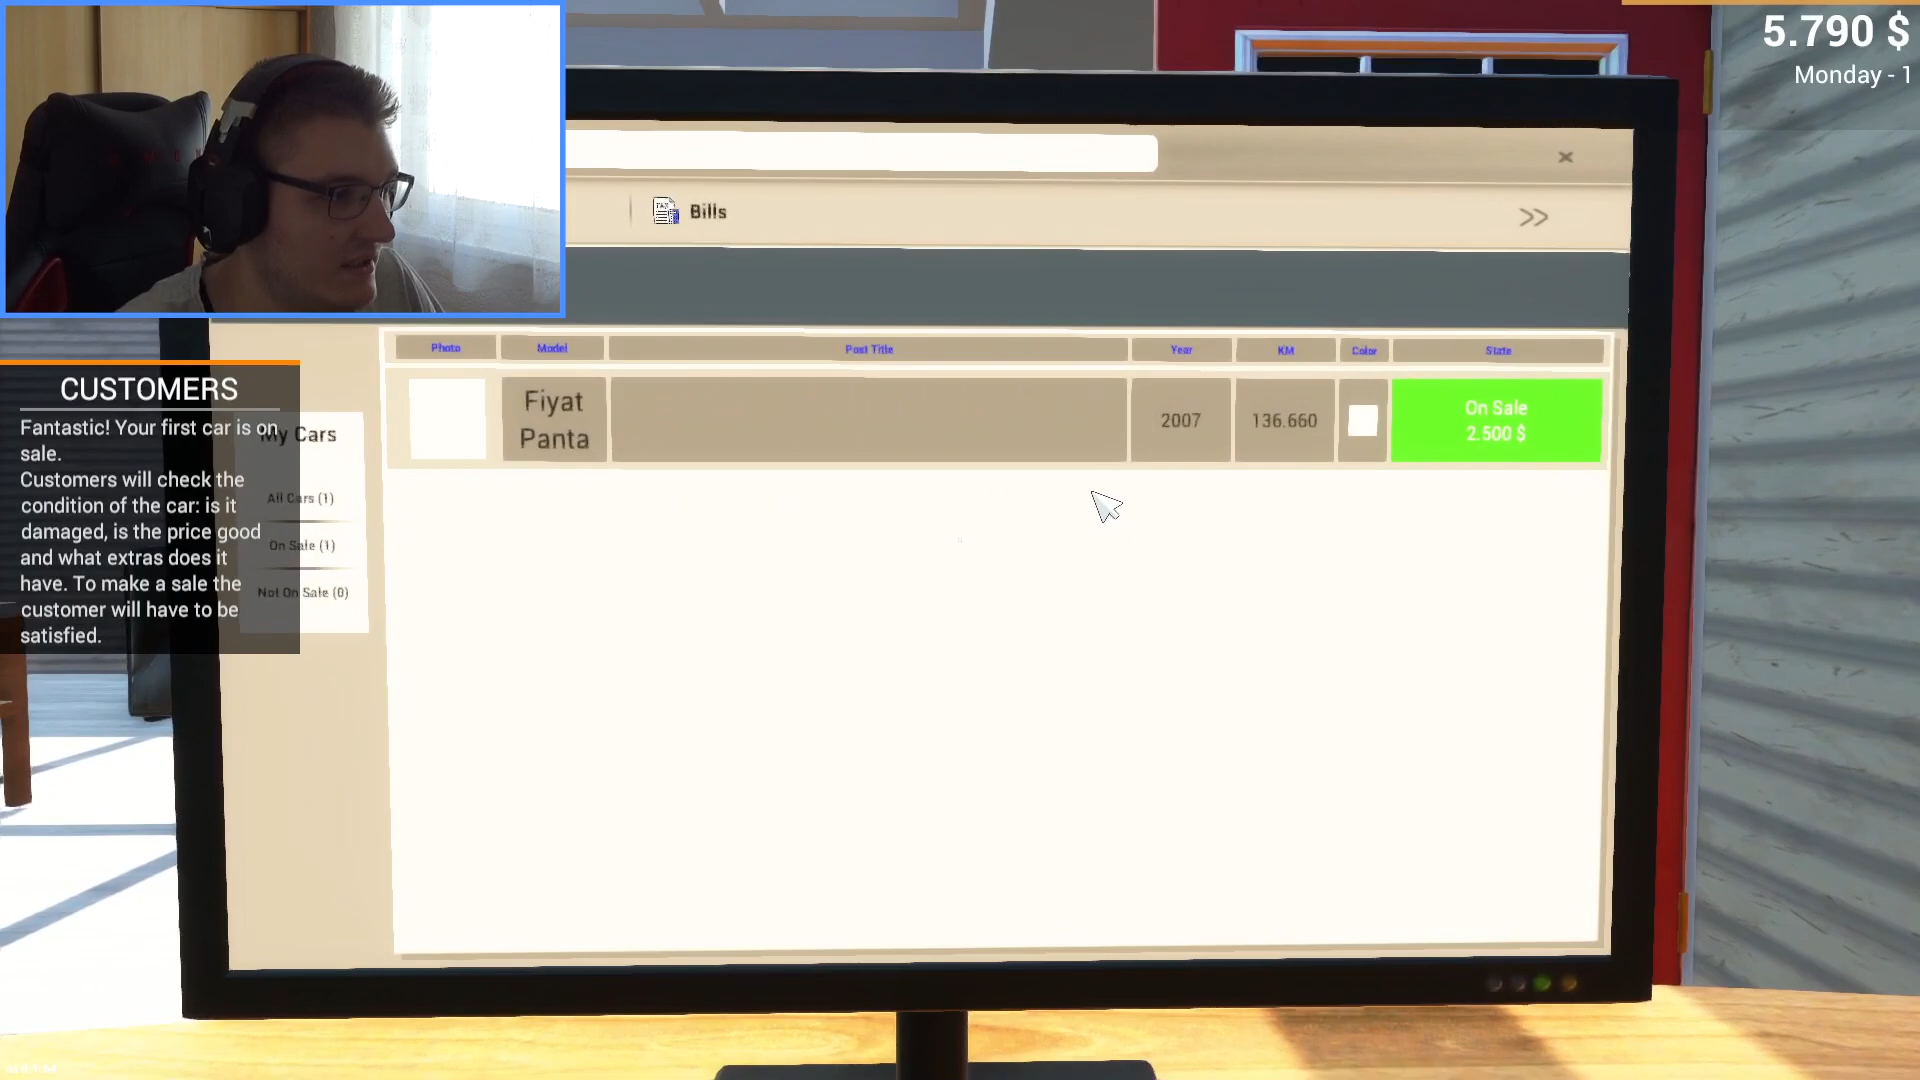 5.790 $
Monday - 1
Bills
Photo
Model
Post Title
Year
KM
Color
State
Fiyat
Panta
2007
136.660
On Sale
2.500 $
CUSTOMERS
Fantastic! Your first car is on
sale.
Customers will check the
condition of the car: is it
damaged, is the price good
and what extras does it
have. To make a sale the
customer will have to be
satisfied.
My Cars
All Cars (1)
On Sale (1)
Not On Sale (0)